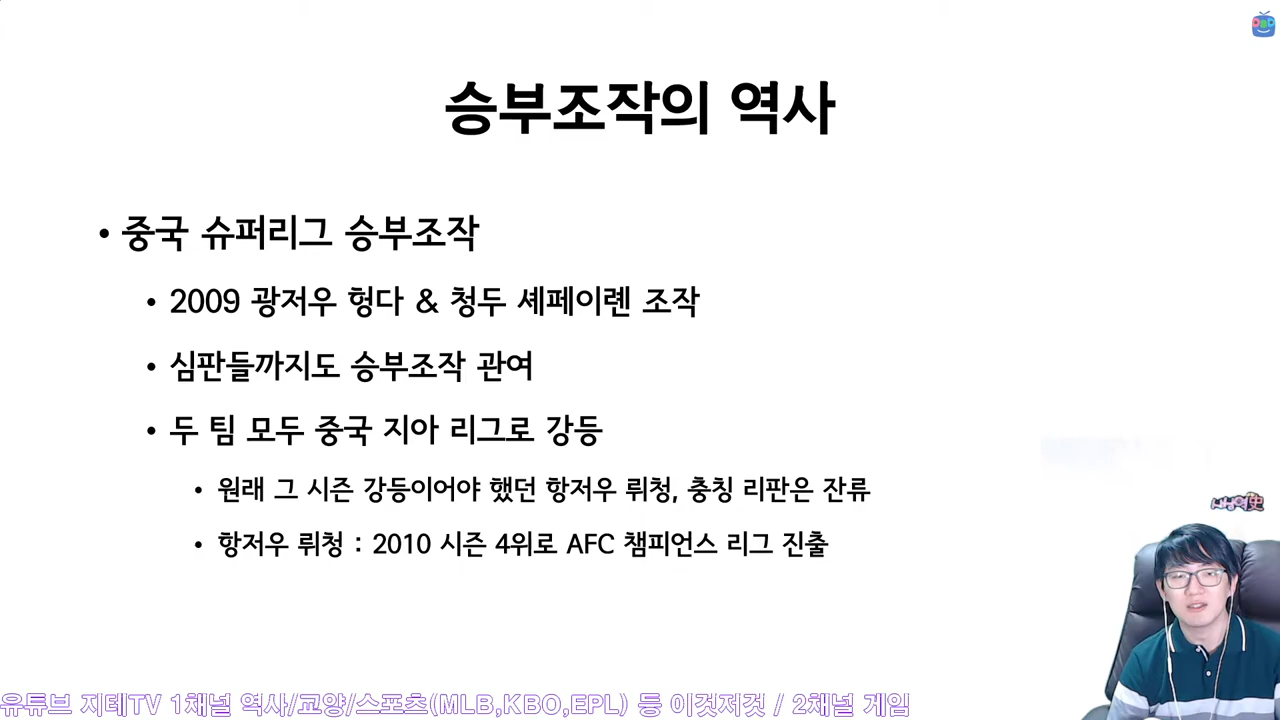 승부조작의 역사
• 중국 슈퍼리그 승부조작
• 2009 광저우 헝다 & 청두 셰페이롄 조작
• 심판들까지도 승부조작 관여
• 두 팀 모두 중국 지아 리그로 강등
• 원래 그 시즌 강등이어야 했던 항저우 뤼청, 충칭 리판은 잔류
• 항저우 뤼청 : 2010 시즌 4위로 AFC 챔피언스 리그 진출
유튜브 지테TV 1채널 역사/교양/스포츠(MLB,KBO,EPL) 등 이것저것 / 2채널 게임